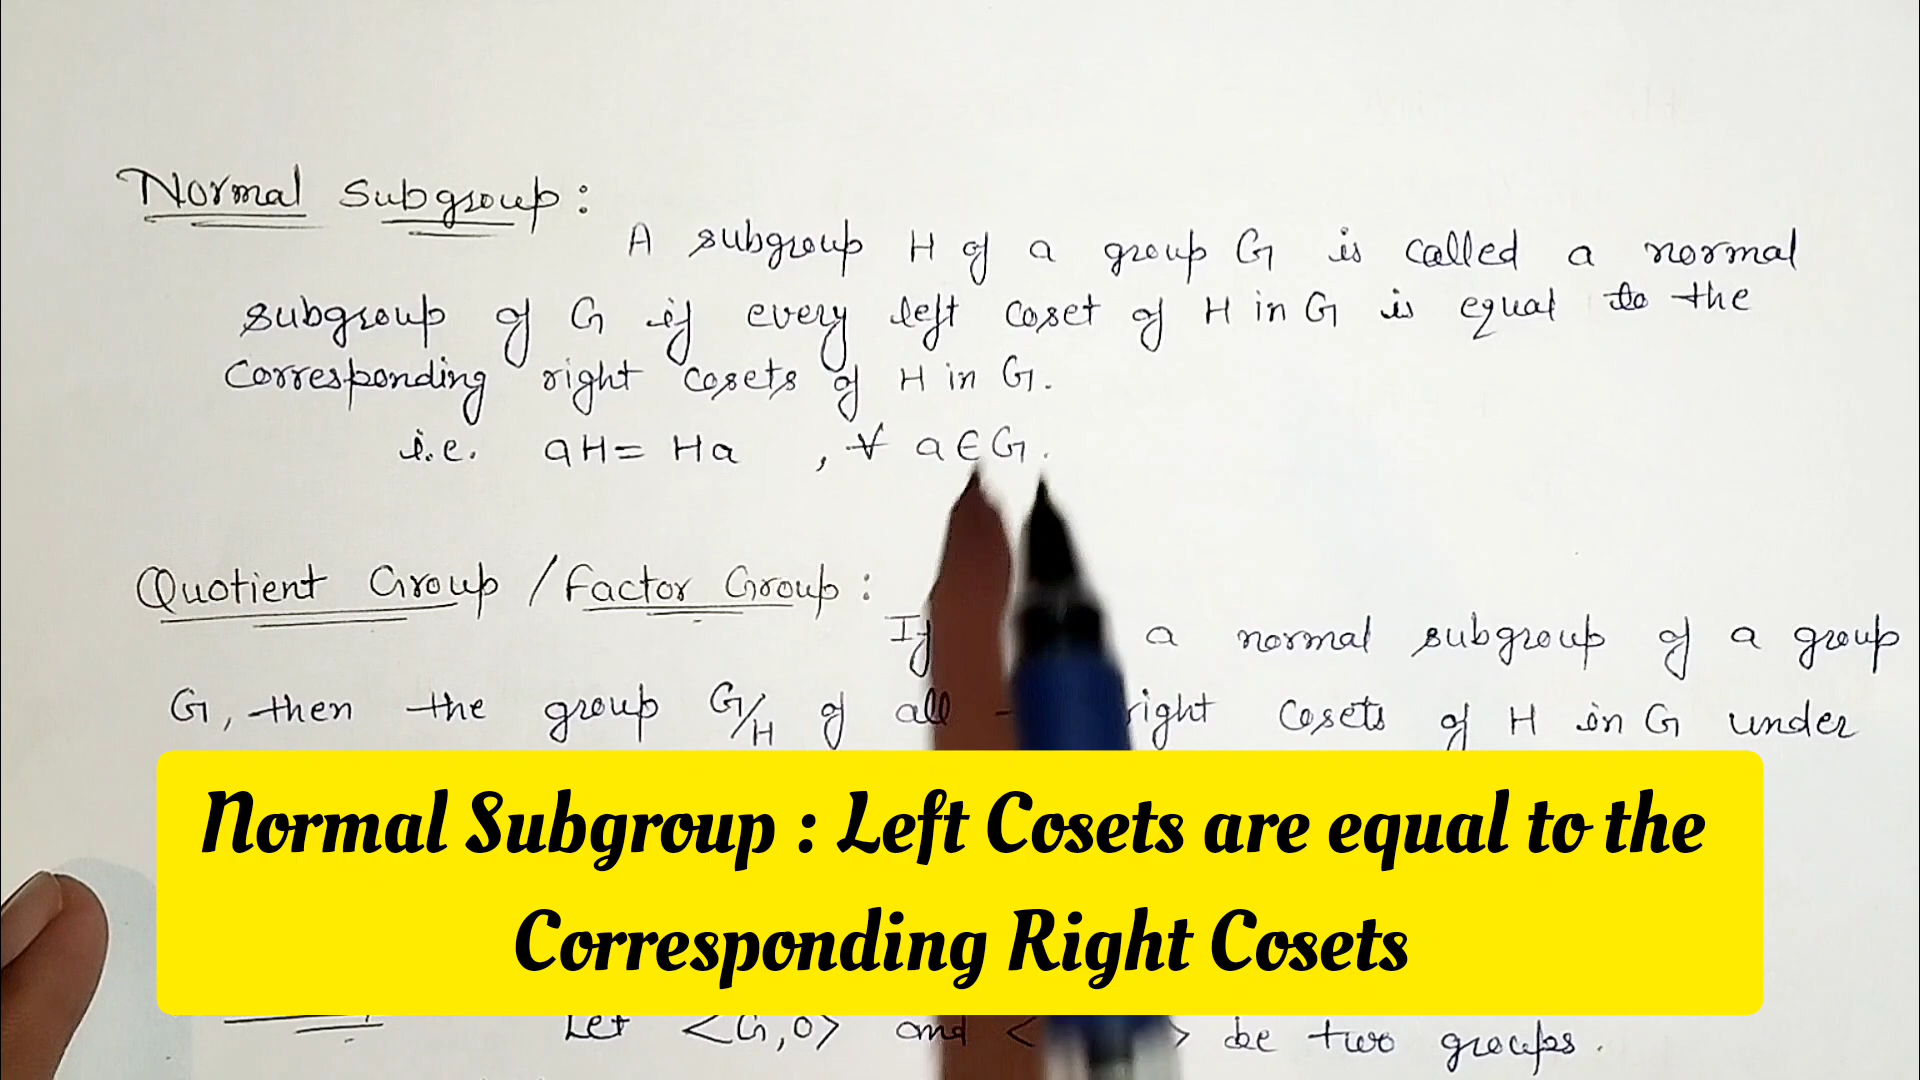 Normal Subgroup:
A subgroup H of a group G is called a normal
subgroup of G if every left coset of H in G is equal to the
corresponding right cosets of H in G.
i.e. aH = Ha , ∀ a∈G.
Quotient Group / Factor Group :
If a normal subgroup of a group
G, then the group G/H of all right cosets of H in G under
Normal Subgroup : Left Cosets are equal to the
Corresponding Right Cosets
Let <G,o> and < > be two groups.